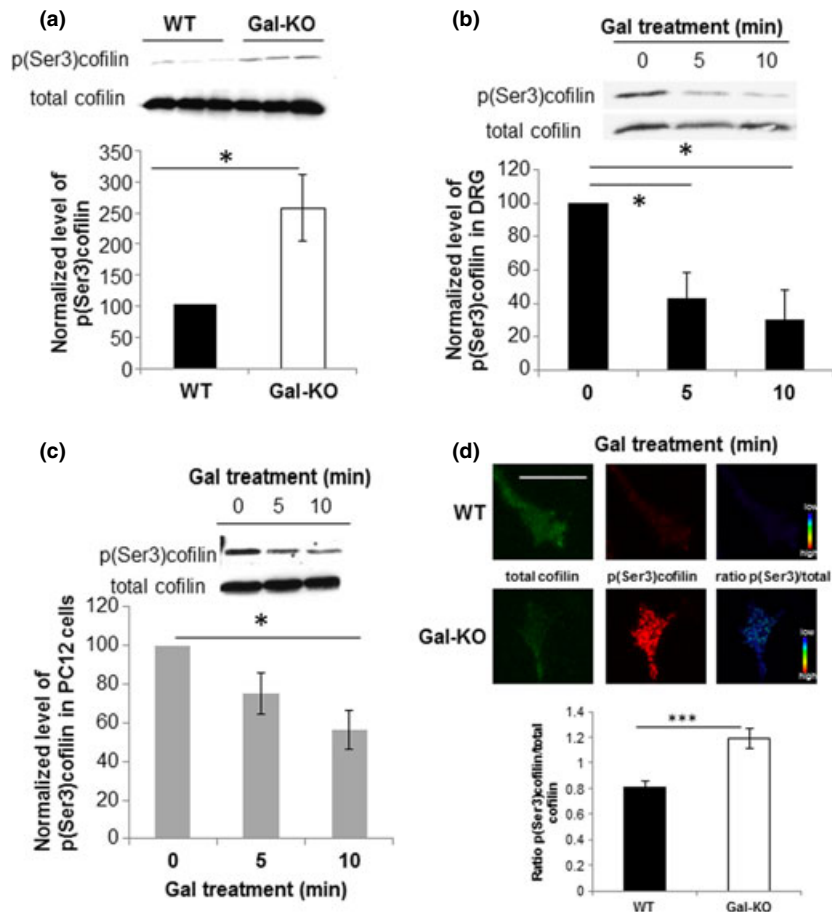 (a)
WT Gal-KO
p(Ser3)cofilin
total cofilin
*
Normalized level of
p(Ser3)cofilin
350
300
250
200
150
100
50
0
WT Gal-KO
(b)
Gal treatment (min)
0 5 10
p(Ser3)cofilin
total cofilin
*
*
Normalized level of
p(Ser3)cofilin in DRG
120
100
80
60
40
20
0
0 5 10
(c)
Gal treatment (min)
0 5 10
p(Ser3)cofilin
total cofilin
*
Normalized level of
p(Ser3)cofilin in PC12 cells
120
100
80
60
40
20
0
0 5 10
Gal treatment (min)
(d)
Gal treatment (min)
WT
low
high
total cofilin p(Ser3)cofilin ratio p(Ser3)/total
Gal-KO
low
high
***
Ratio p(Ser3)cofilin/total
cofilin
1.4
1.2
1
0.8
0.6
0.4
0.2
0
WT Gal-KO